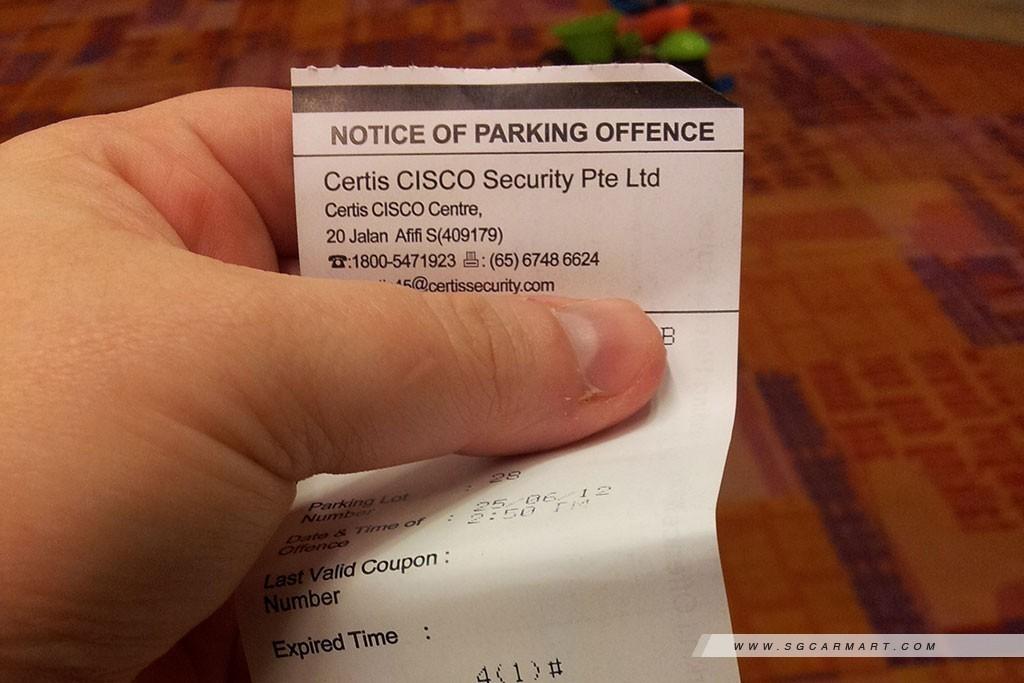 NOTICE OF PARKING OFFENCE
Certis CISCO Security Pte Ltd
Certis CISCO Centre,
20 Jalan Afifi S(409179)
☎:1800-5471923 🖷: (65) 6748 6624
45@certissecurity.com
B
Parking Lot : 28
Number
Date & Time of : 25/06/12
Offence 2:50 PM
Last Valid Coupon :
Number
Expired Time :
4(1)#
WWW.SGCARMART.COM